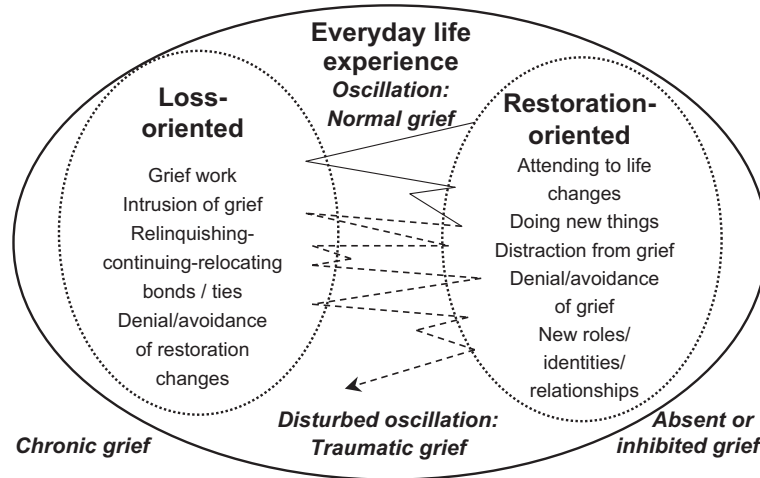 Everyday life
experience
Oscillation:
Normal grief
Loss-
oriented
Grief work
Intrusion of grief
Relinquishing-
continuing-relocating
bonds / ties
Denial/avoidance
of restoration
changes
Restoration-
oriented
Attending to life
changes
Doing new things
Distraction from grief
Denial/avoidance
of grief
New roles/
identities/
relationships
Disturbed oscillation:
Traumatic grief
Chronic grief
Absent or
inhibited grief